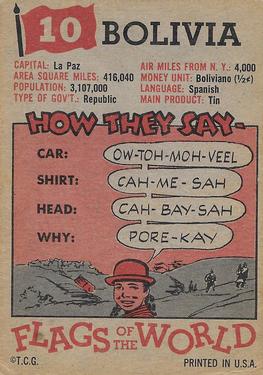 10 BOLIVIA
CAPITAL: La Paz
AREA SQUARE MILES: 416,040
POPULATION: 3,107,000
TYPE OF GOV'T.: Republic
AIR MILES FROM N. Y.: 4,000
MONEY UNIT: Boliviano (½¢)
LANGUAGE: Spanish
MAIN PRODUCT: Tin
HOW THEY SAY-
CAR: OW-TOH-MOH-VEEL
SHIRT: CAH-ME-SAH
HEAD: CAH-BAY-SAH
WHY: PORE-KAY
FLAGS OF THE WORLD
©T.C.G. PRINTED IN U.S.A.